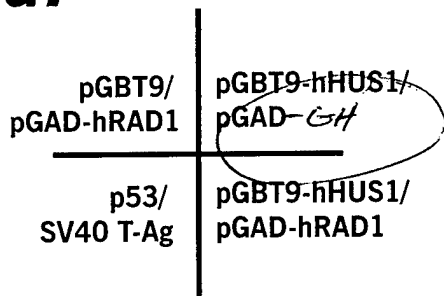 pGBT9/
pGAD-hRAD1
pGBT9-hHUS1/
pGAD-GH
p53/
SV40 T-Ag
pGBT9-hHUS1/
pGAD-hRAD1